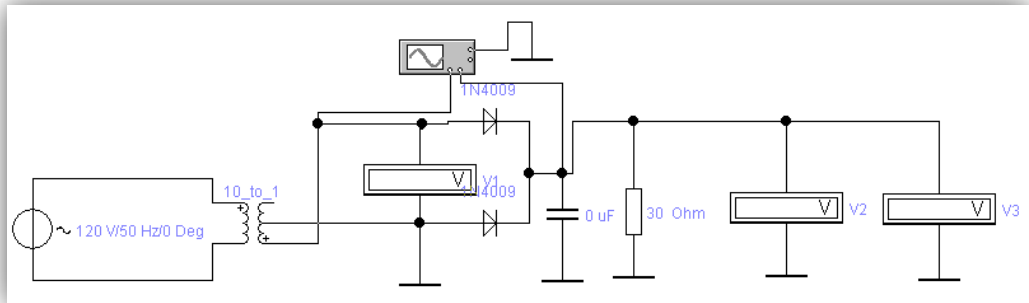 1N4009
V
V1
10_to_1
1N4009
120 V/50 Hz/0 Deg
0 uF
30 Ohm
V
V2
V
V3